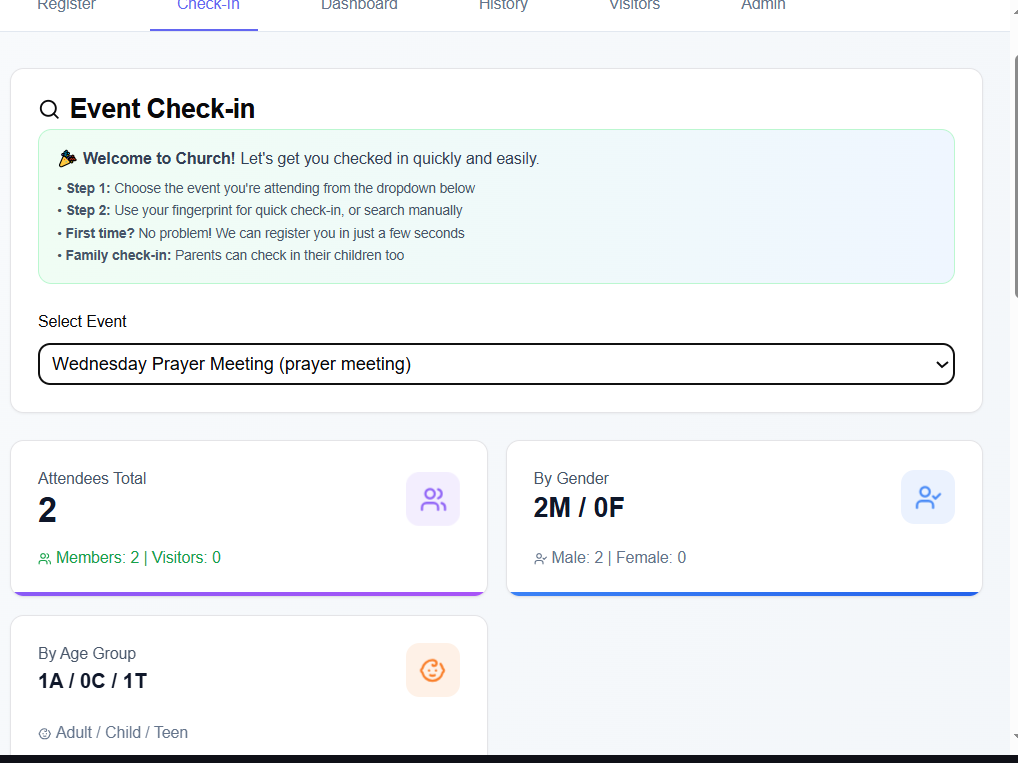 Register Check-In Dashboard History Visitors Admin
Event Check-in
Welcome to Church! Let's get you checked in quickly and easily.
• Step 1: Choose the event you're attending from the dropdown below
• Step 2: Use your fingerprint for quick check-in, or search manually
• First time? No problem! We can register you in just a few seconds
• Family check-in: Parents can check in their children too
Select Event
Wednesday Prayer Meeting (prayer meeting)
Attendees Total
2
Members: 2 | Visitors: 0
By Gender
2M / 0F
Male: 2 | Female: 0
By Age Group
1A / 0C / 1T
Adult / Child / Teen